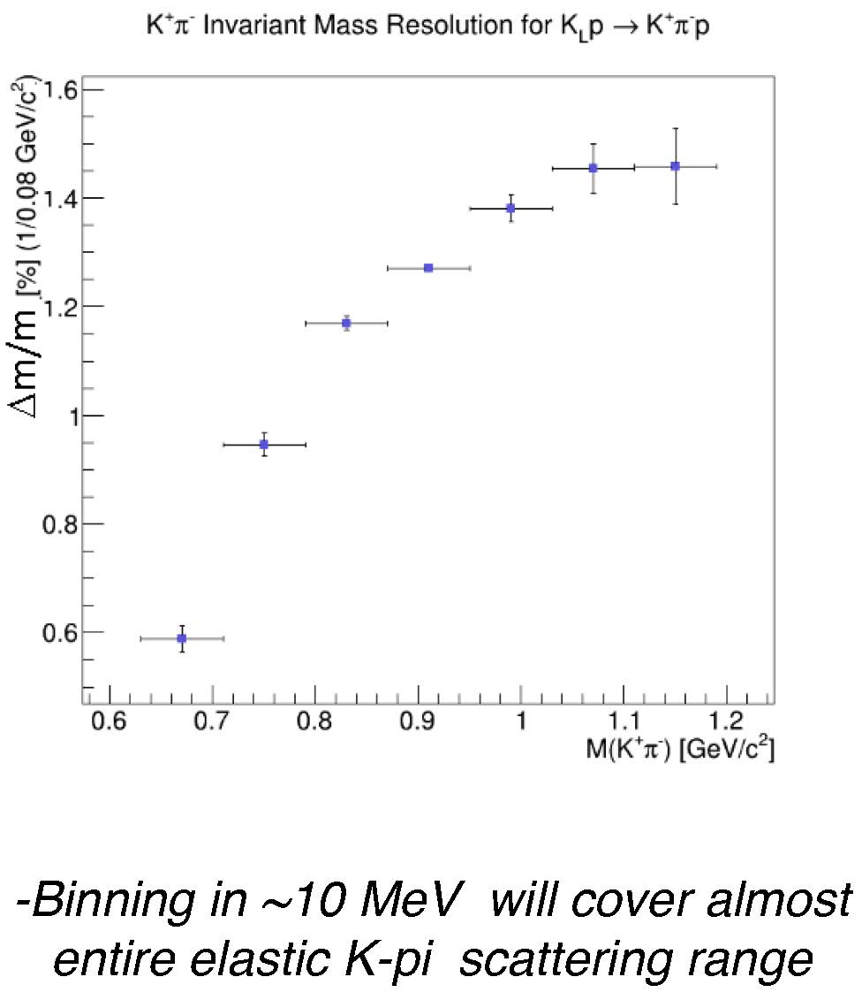 K⁺π⁻ Invariant Mass Resolution for K_Lp → K⁺π⁻p
Δm/m [%] (1/0.08 GeV/c²)
1.6
1.4
1.2
1
0.8
0.6
0.6 0.7 0.8 0.9 1 1.1 1.2
M(K⁺π⁻) [GeV/c²]
-Binning in ~10 MeV will cover almost
entire elastic K-pi scattering range